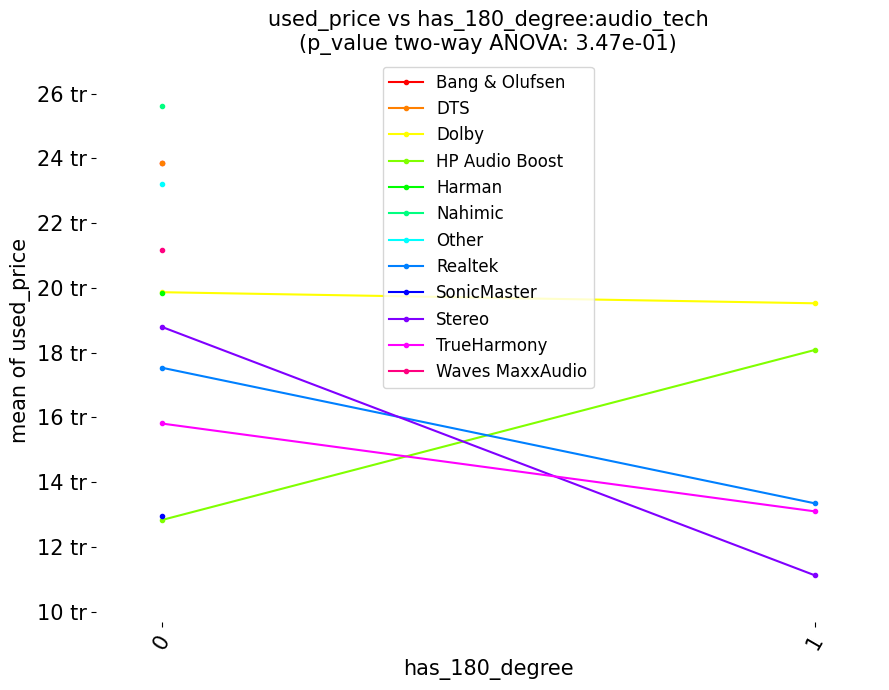 used_price vs has_180_degree:audio_tech
(p_value two-way ANOVA: 3.47e-01)
Bang & Olufsen
DTS
Dolby
HP Audio Boost
Harman
Nahimic
Other
Realtek
SonicMaster
Stereo
TrueHarmony
Waves MaxxAudio
mean of used_price
26 tr
24 tr
22 tr
20 tr
18 tr
16 tr
14 tr
12 tr
10 tr
0
1
has_180_degree